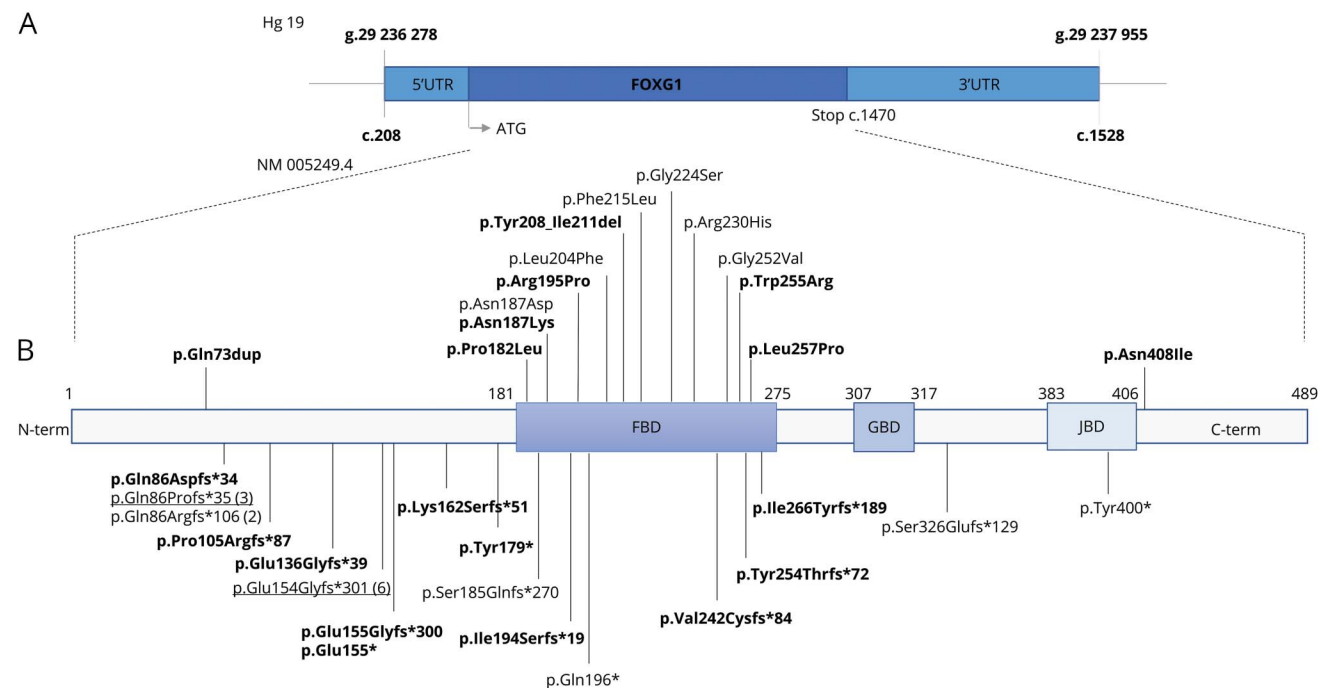 A
Hg 19
g.29 236 278
g.29 237 955
5'UTR
FOXG1
3'UTR
c.208
ATG
Stop c.1470
c.1528
NM 005249.4
p.Gly224Ser
p.Phe215Leu
p.Tyr208_Ile211del
p.Arg230His
p.Leu204Phe
p.Gly252Val
p.Arg195Pro
p.Trp255Arg
p.Asn187Asp
p.Asn187Lys
B
p.Gln73dup
p.Pro182Leu
p.Leu257Pro
p.Asn408Ile
1
181
275
307
317
383
406
489
N-term
FBD
GBD
JBD
C-term
p.Gln86Aspfs*34
p.Gln86Profs*35 (3)
p.Gln86Argfs*106 (2)
p.Pro105Argfs*87
p.Glu136Glyfs*39
p.Glu154Glyfs*301 (6)
p.Glu155Glyfs*300
p.Glu155*
p.Lys162Serfs*51
p.Tyr179*
p.Ser185Glnfs*270
p.Ile194Serfs*19
p.Gln196*
p.Val242Cysfs*84
p.Tyr254Thrfs*72
p.Ile266Tyrfs*189
p.Ser326Glufs*129
p.Tyr400*